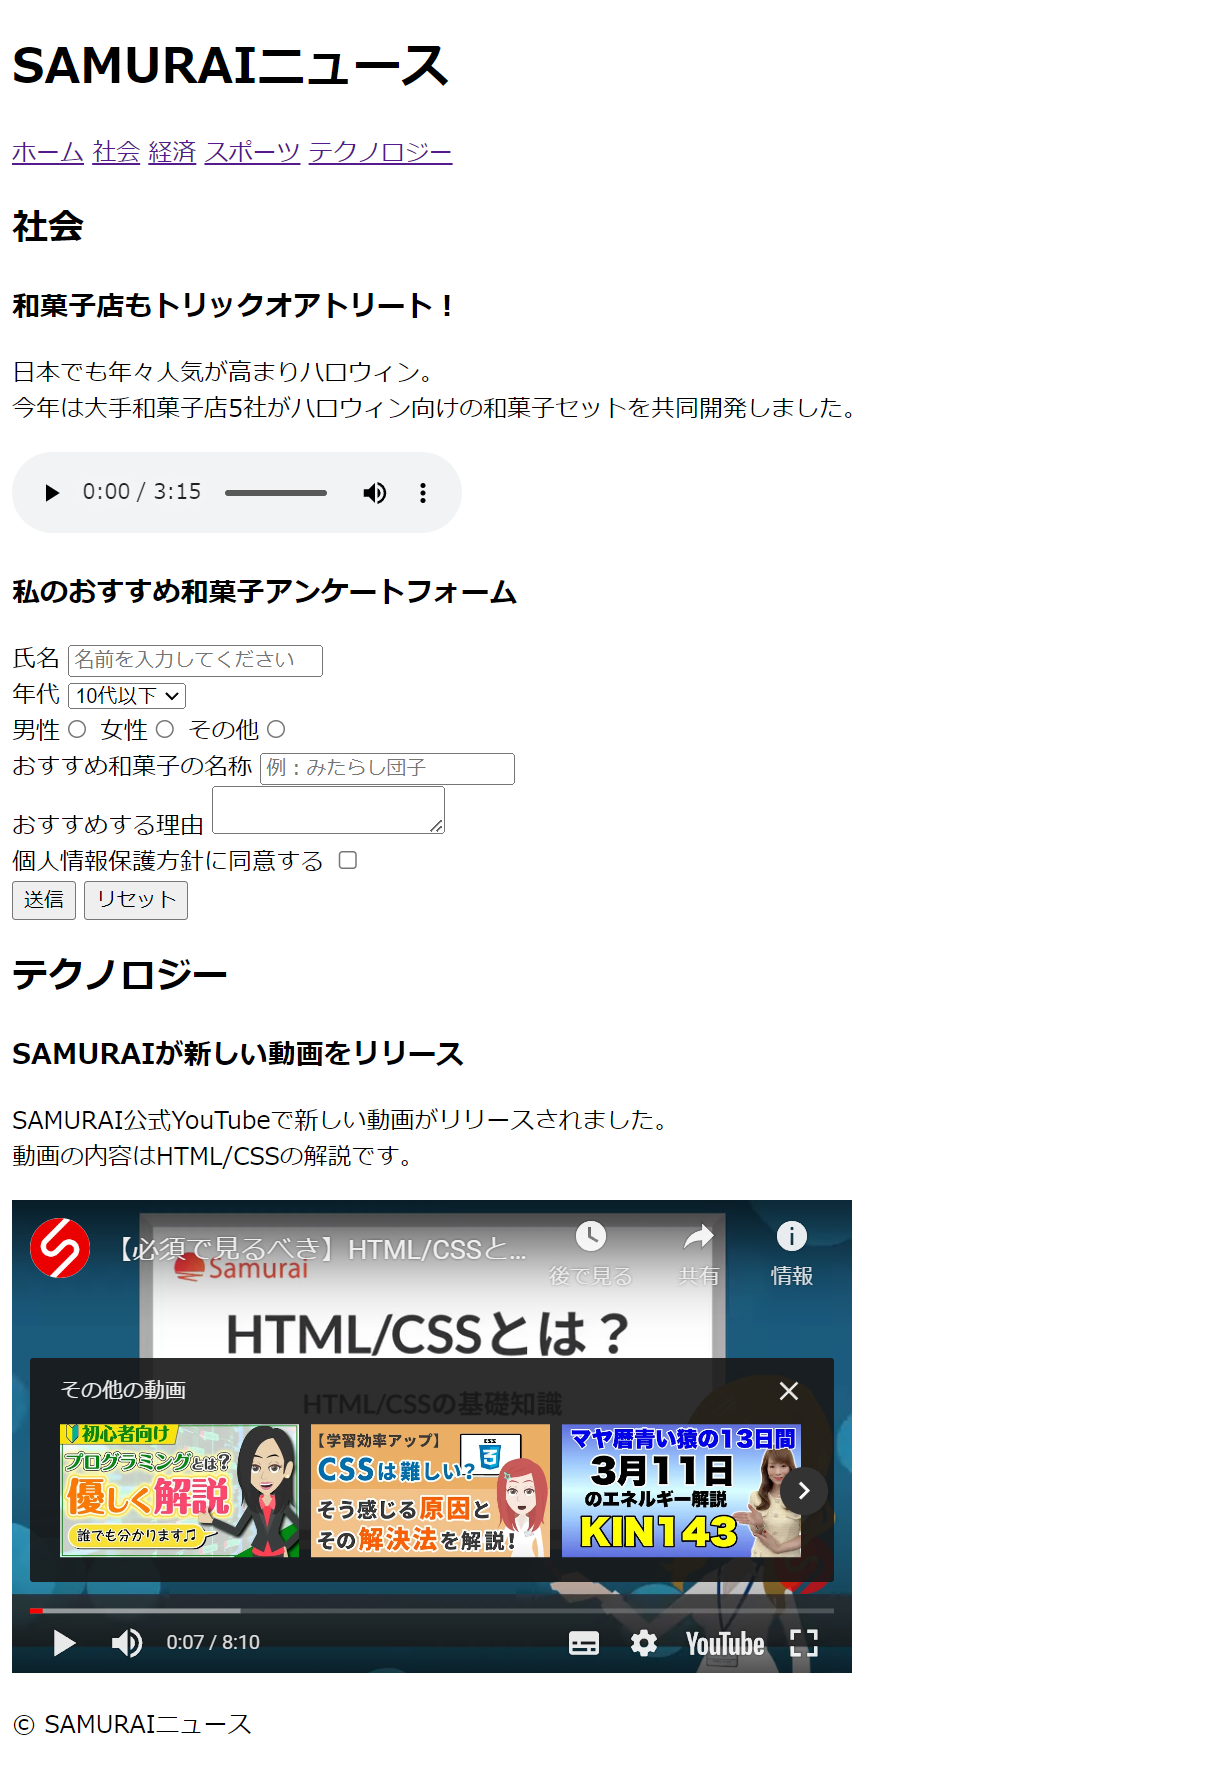 SAMURAIニュース
ホーム 社会 経済 スポーツ テクノロジー
社会
和菓子店もトリックオアトリート！
日本でも年々人気が高まりハロウィン。
今年は大手和菓子店5社がハロウィン向けの和菓子セットを共同開発しました。
0:00 / 3:15
私のおすすめ和菓子アンケートフォーム
氏名 名前を入力してください
年代 10代以下
男性 女性 その他
おすすめ和菓子の名称 例：みたらし団子
おすすめする理由
個人情報保護方針に同意する
送信 リセット
テクノロジー
SAMURAIが新しい動画をリリース
SAMURAI公式YouTubeで新しい動画がリリースされました。
動画の内容はHTML/CSSの解説です。
【必須で見るべき】HTML/CSSと...
Samurai
後で見る 共有 情報
HTML/CSSとは？
その他の動画
HTML/CSSの基礎知識
初心者向け
プログラミングとは?
優しく解説
誰でも分かります♫
【学習効率アップ】
CSS
CSSは難しい?
そう感じる原因と
その解決法を解説！
マヤ暦青い猿の13日間
3月11日
のエネルギー解説
KIN143
0:07 / 8:10
YouTube
© SAMURAIニュース